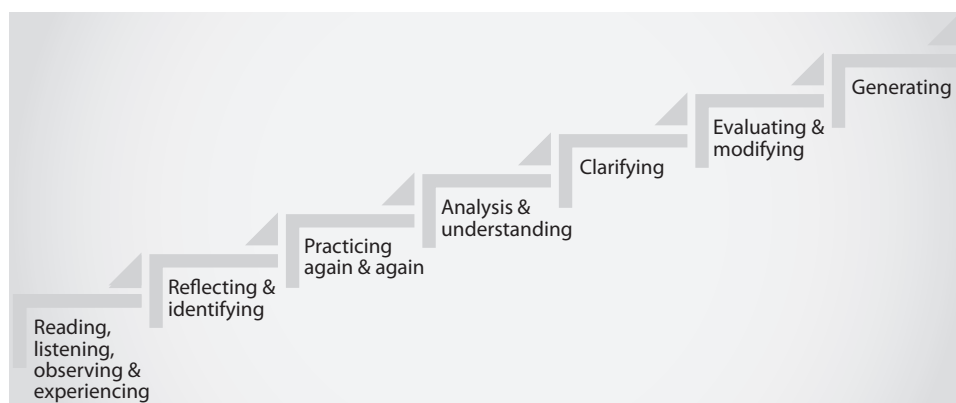 Reading,
listening,
observing &
experiencing
Reflecting &
identifying
Practicing
again & again
Analysis &
understanding
Clarifying
Evaluating &
modifying
Generating